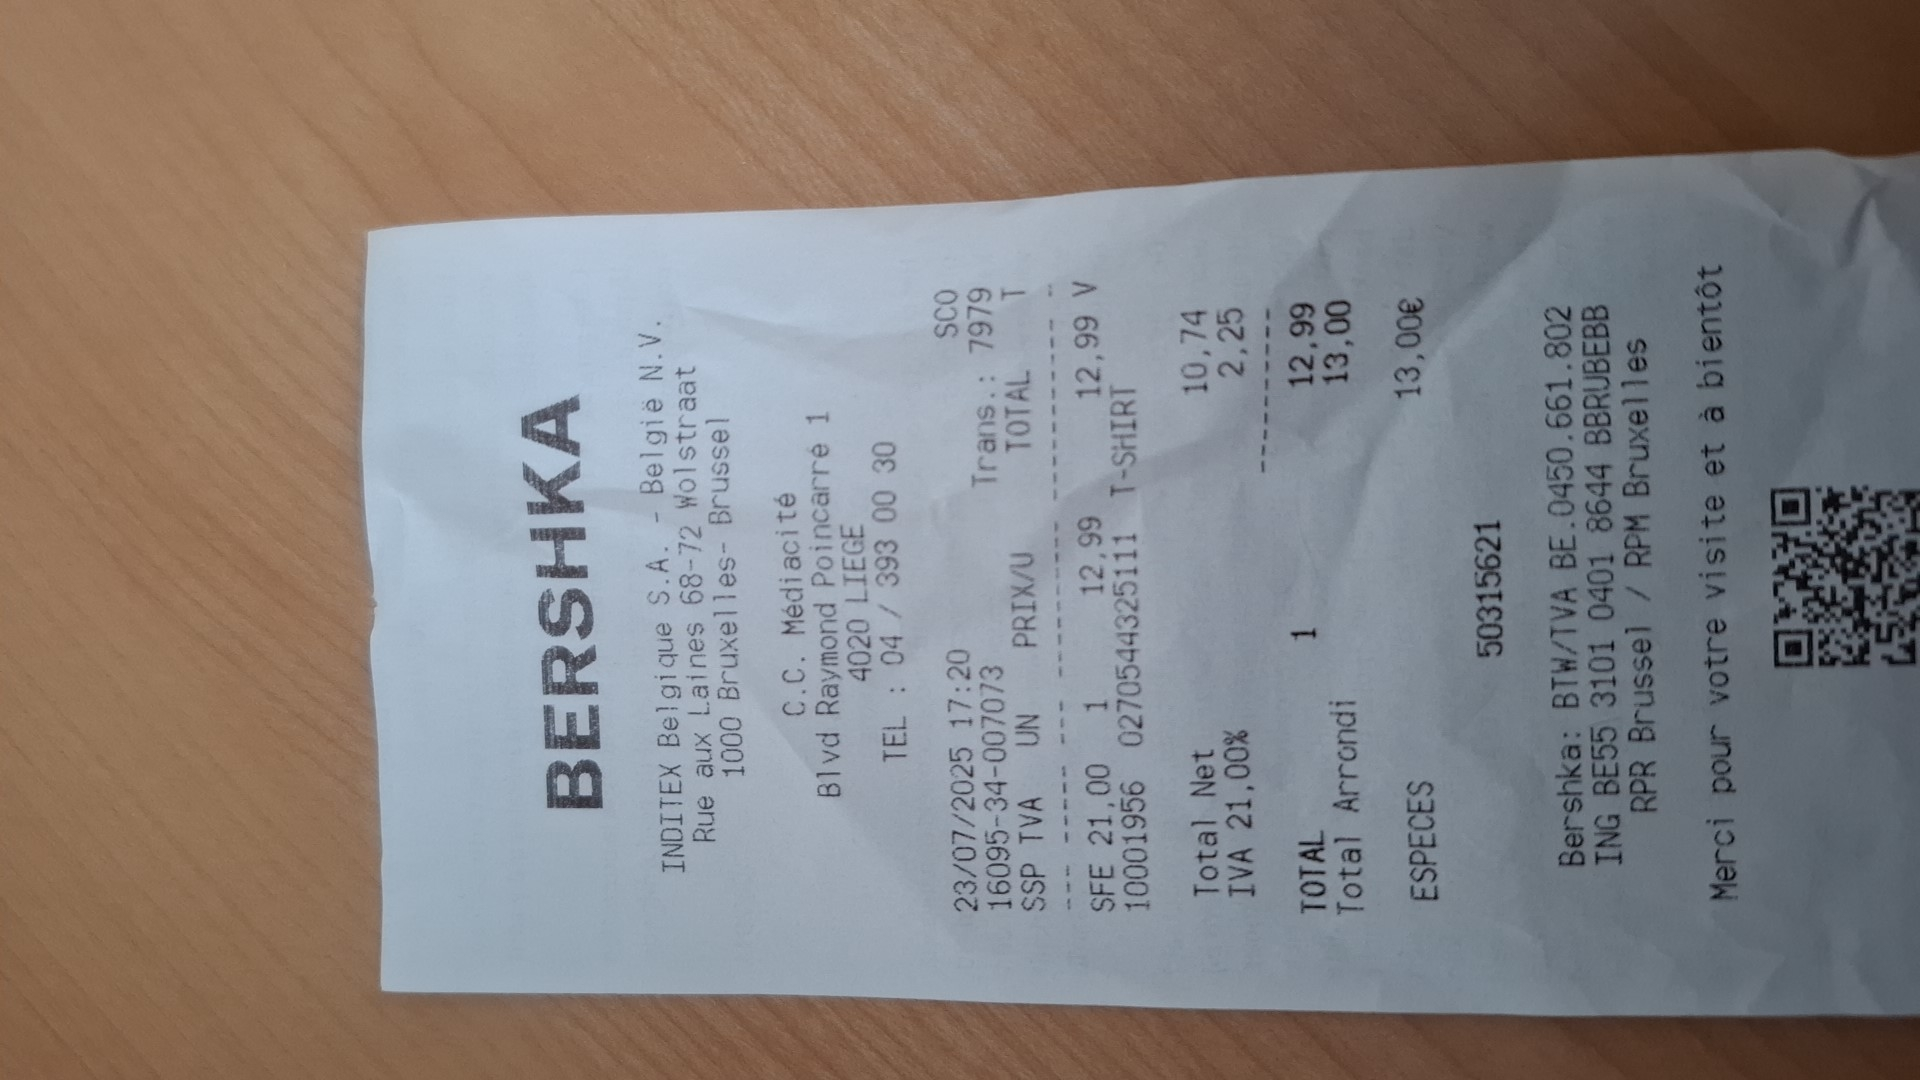 BERSHKA
INDITEX Belgique S.A. - België N.V.
Rue aux Laines 68-72 Wolstraat
1000 Bruxelles- Brussel
C.C. Médiacité
Blvd Raymond Poincarré 1
4020 LIEGE
TEL : 04 / 393 00 30
SCO
23/07/2025 17:20
16095-34-007073 Trans.: 7979
SSP TVA UN PRIX/U TOTAL T
--- ----- --- --------- ----------- --
SFE 21,00 1 12,99 12,99 V
10001956 0270544325111 T-SHIRT
Total Net 10,74
IVA 21,00% 2,25
----------
TOTAL 1 12,99
Total Arrondi 13,00
ESPECES 13,00€
50315621
Bershka: BTW/TVA BE.0450.661.802
ING BE55 3101 0401 8644 BBRUBEBB
RPR Brussel / RPM Bruxelles
Merci pour votre visite et à bientôt